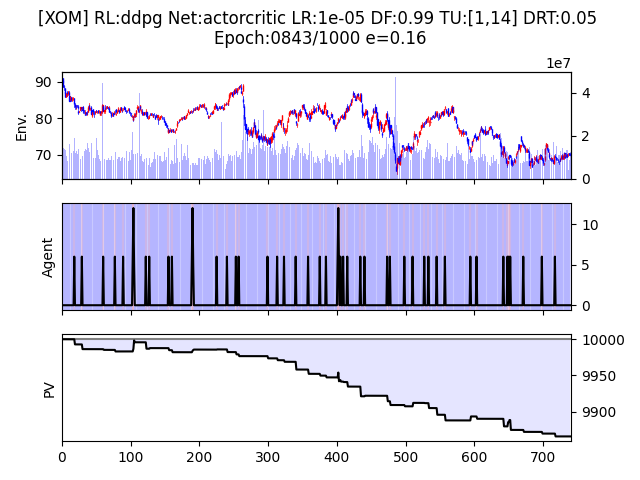 [XOM] RL:ddpg Net:actorcritic LR:1e-05 DF:0.99 TU:[1,14] DRT:0.05
Epoch:0843/1000 e=0.16
1e7
Env.
90
80
70
4
2
0
Agent
10
5
0
PV
10000
9950
9900
0 100 200 300 400 500 600 700